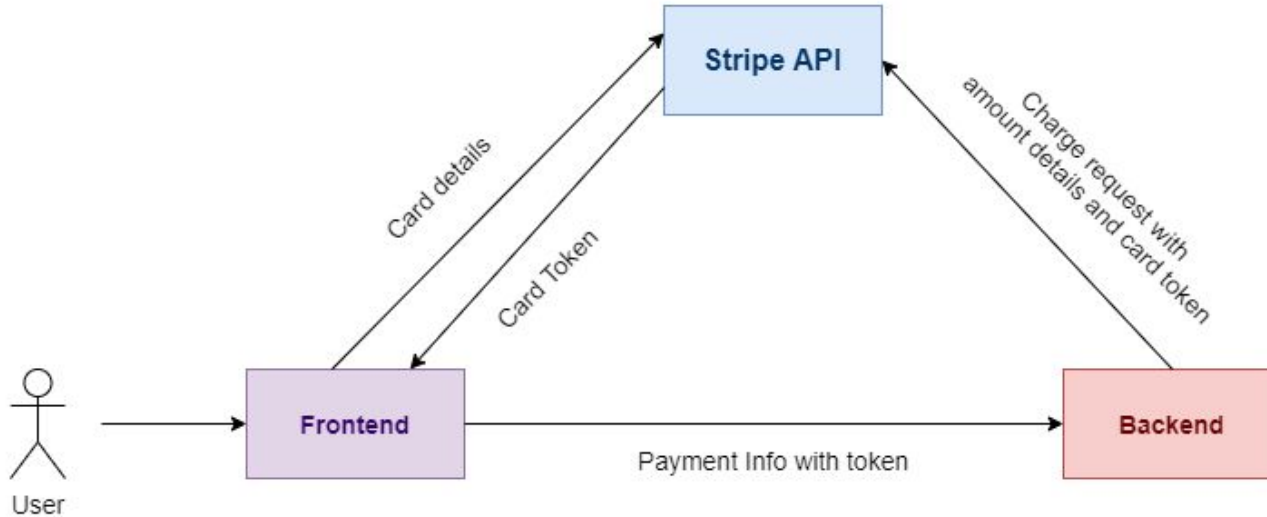 Stripe API
Card details
Card Token
Charge request with
amount details and card token
Frontend
Backend
Payment Info with token
User